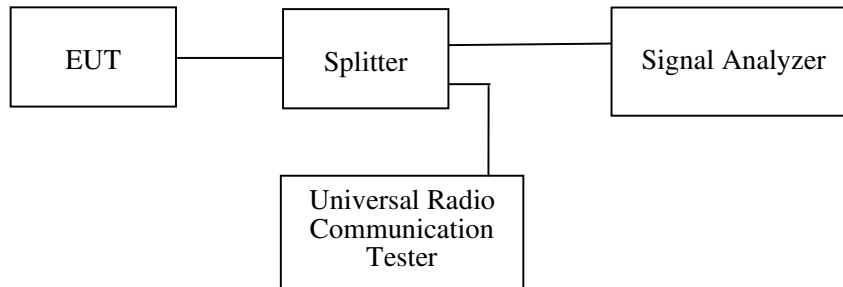 EUT
Splitter
Signal Analyzer
Universal Radio
Communication
Tester